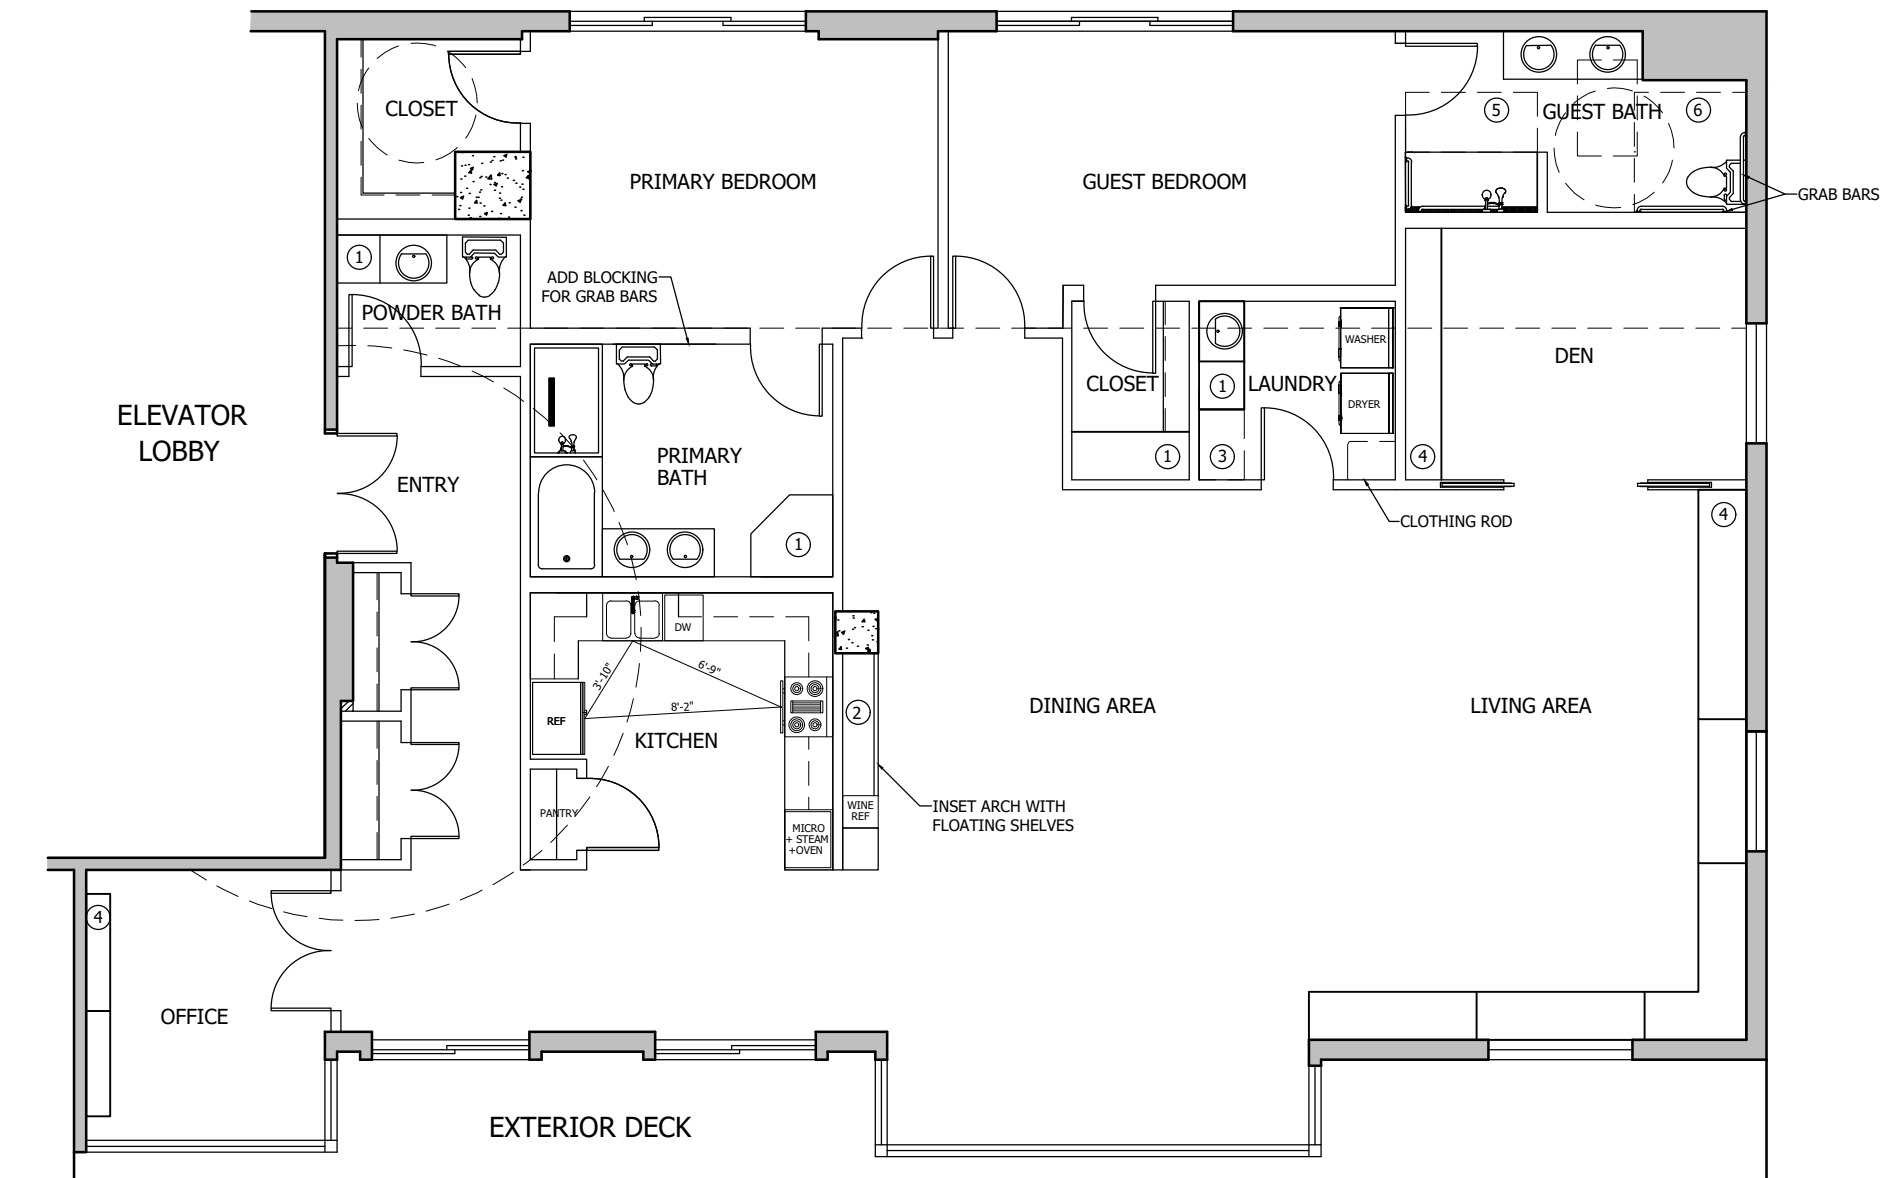 CLOSET
PRIMARY BEDROOM
GUEST BEDROOM
5
GUEST BATH
6
GRAB BARS
1
POWDER BATH
ADD BLOCKING
FOR GRAB BARS
ELEVATOR
LOBBY
ENTRY
PRIMARY
BATH
1
CLOSET
1
1
LAUNDRY
3
WASHER
DRYER
CLOTHING ROD
4
DEN
4
DW
3'-10"
6'-9"
8'-2"
REF
KITCHEN
PANTRY
MICRO
+ STEAM
+OVEN
2
WINE
REF
INSET ARCH WITH
FLOATING SHELVES
DINING AREA
LIVING AREA
4
OFFICE
EXTERIOR DECK